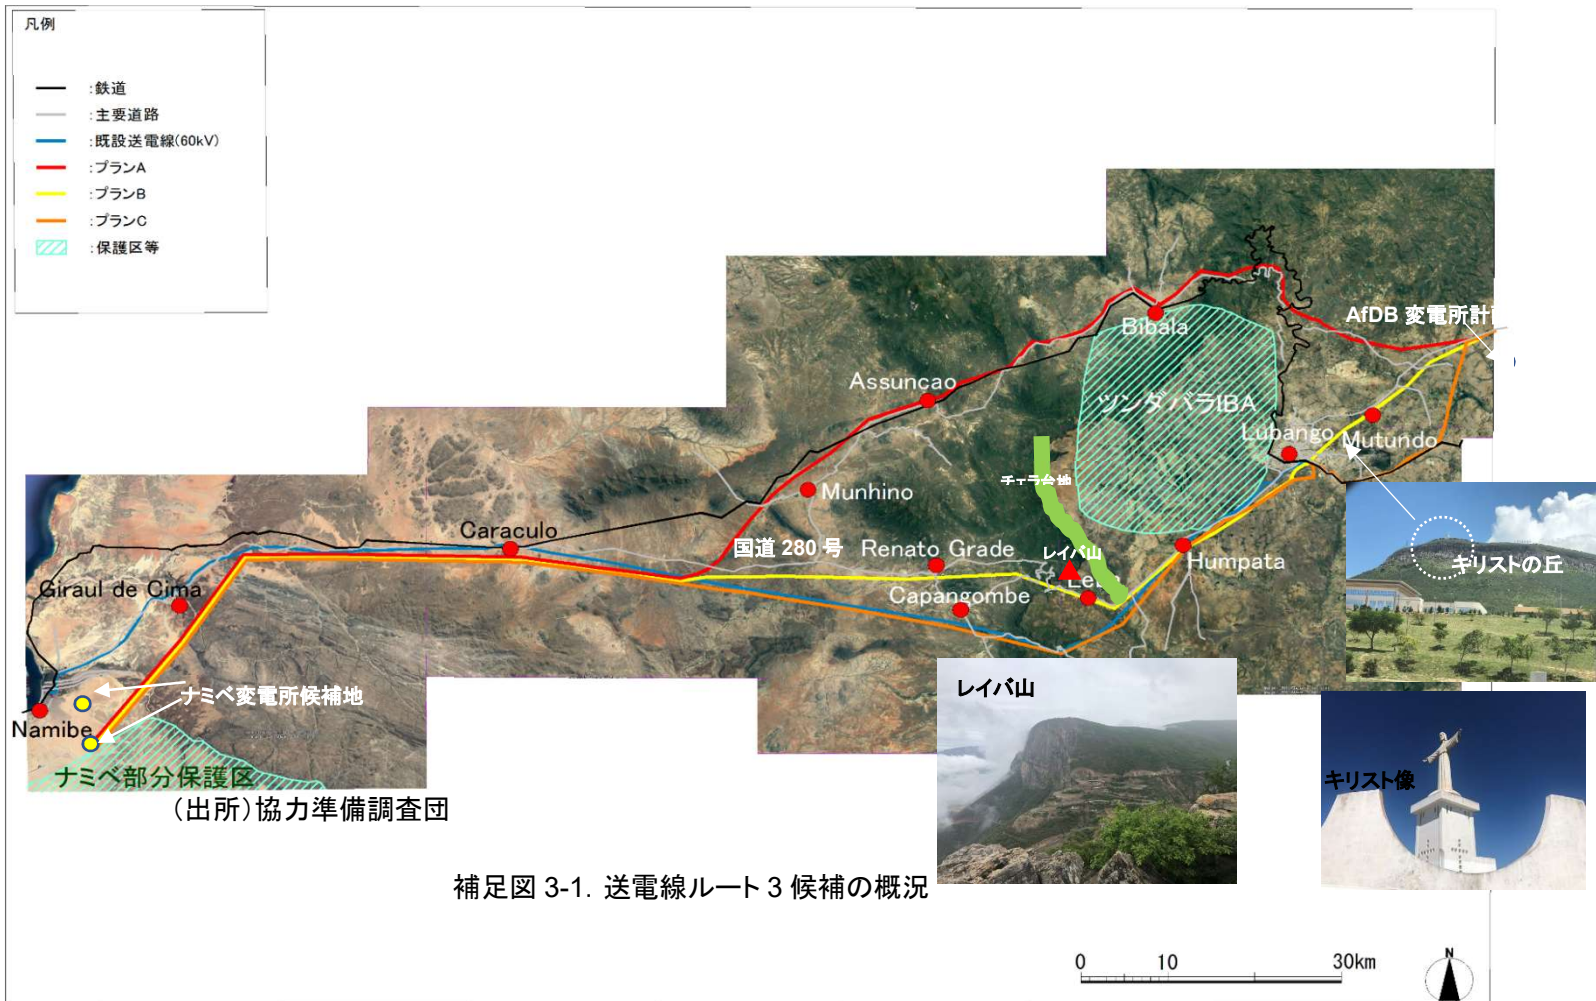 凡例
:鉄道
:主要道路
:既設送電線(60kV)
:プランA
:プランB
:プランC
:保護区等
AfDB 変電所計
Bibala
Assuncao
ツンダバラIBA
Lubango
Mutundo
チェラ台地
Munhino
Caraculo
国道 280 号
Renato Grade
レイバ山
Humpata
キリストの丘
Giraul de Cima
Capangombe
Leba
ナミベ変電所候補地
レイバ山
Namibe
ナミベ部分保護区
キリスト像
(出所)協力準備調査団
補足図 3-1. 送電線ルート 3 候補の概況
0 10 30km
N